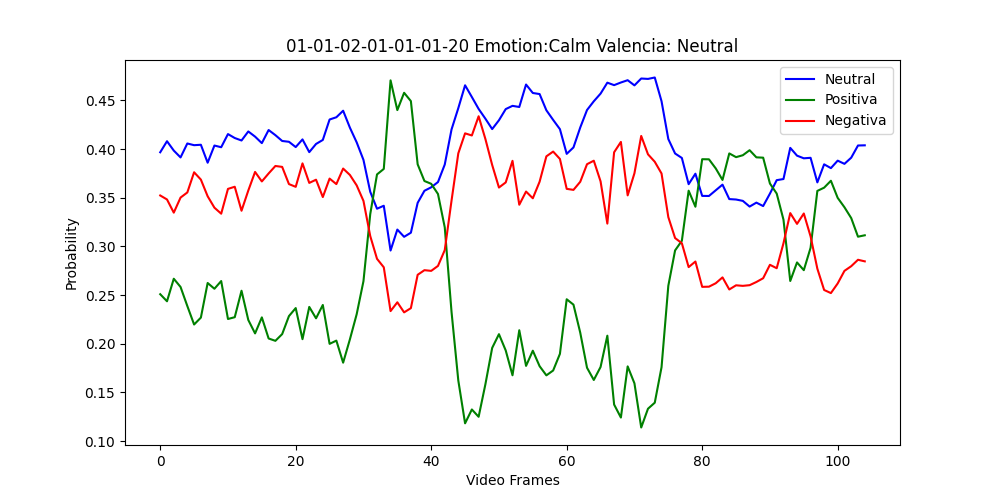 01-01-02-01-01-01-20 Emotion:Calm Valencia: Neutral
Neutral
Positiva
Negativa
0.45
0.40
0.35
0.30
0.25
0.20
0.15
0.10
Probability
0 20 40 60 80 100
Video Frames